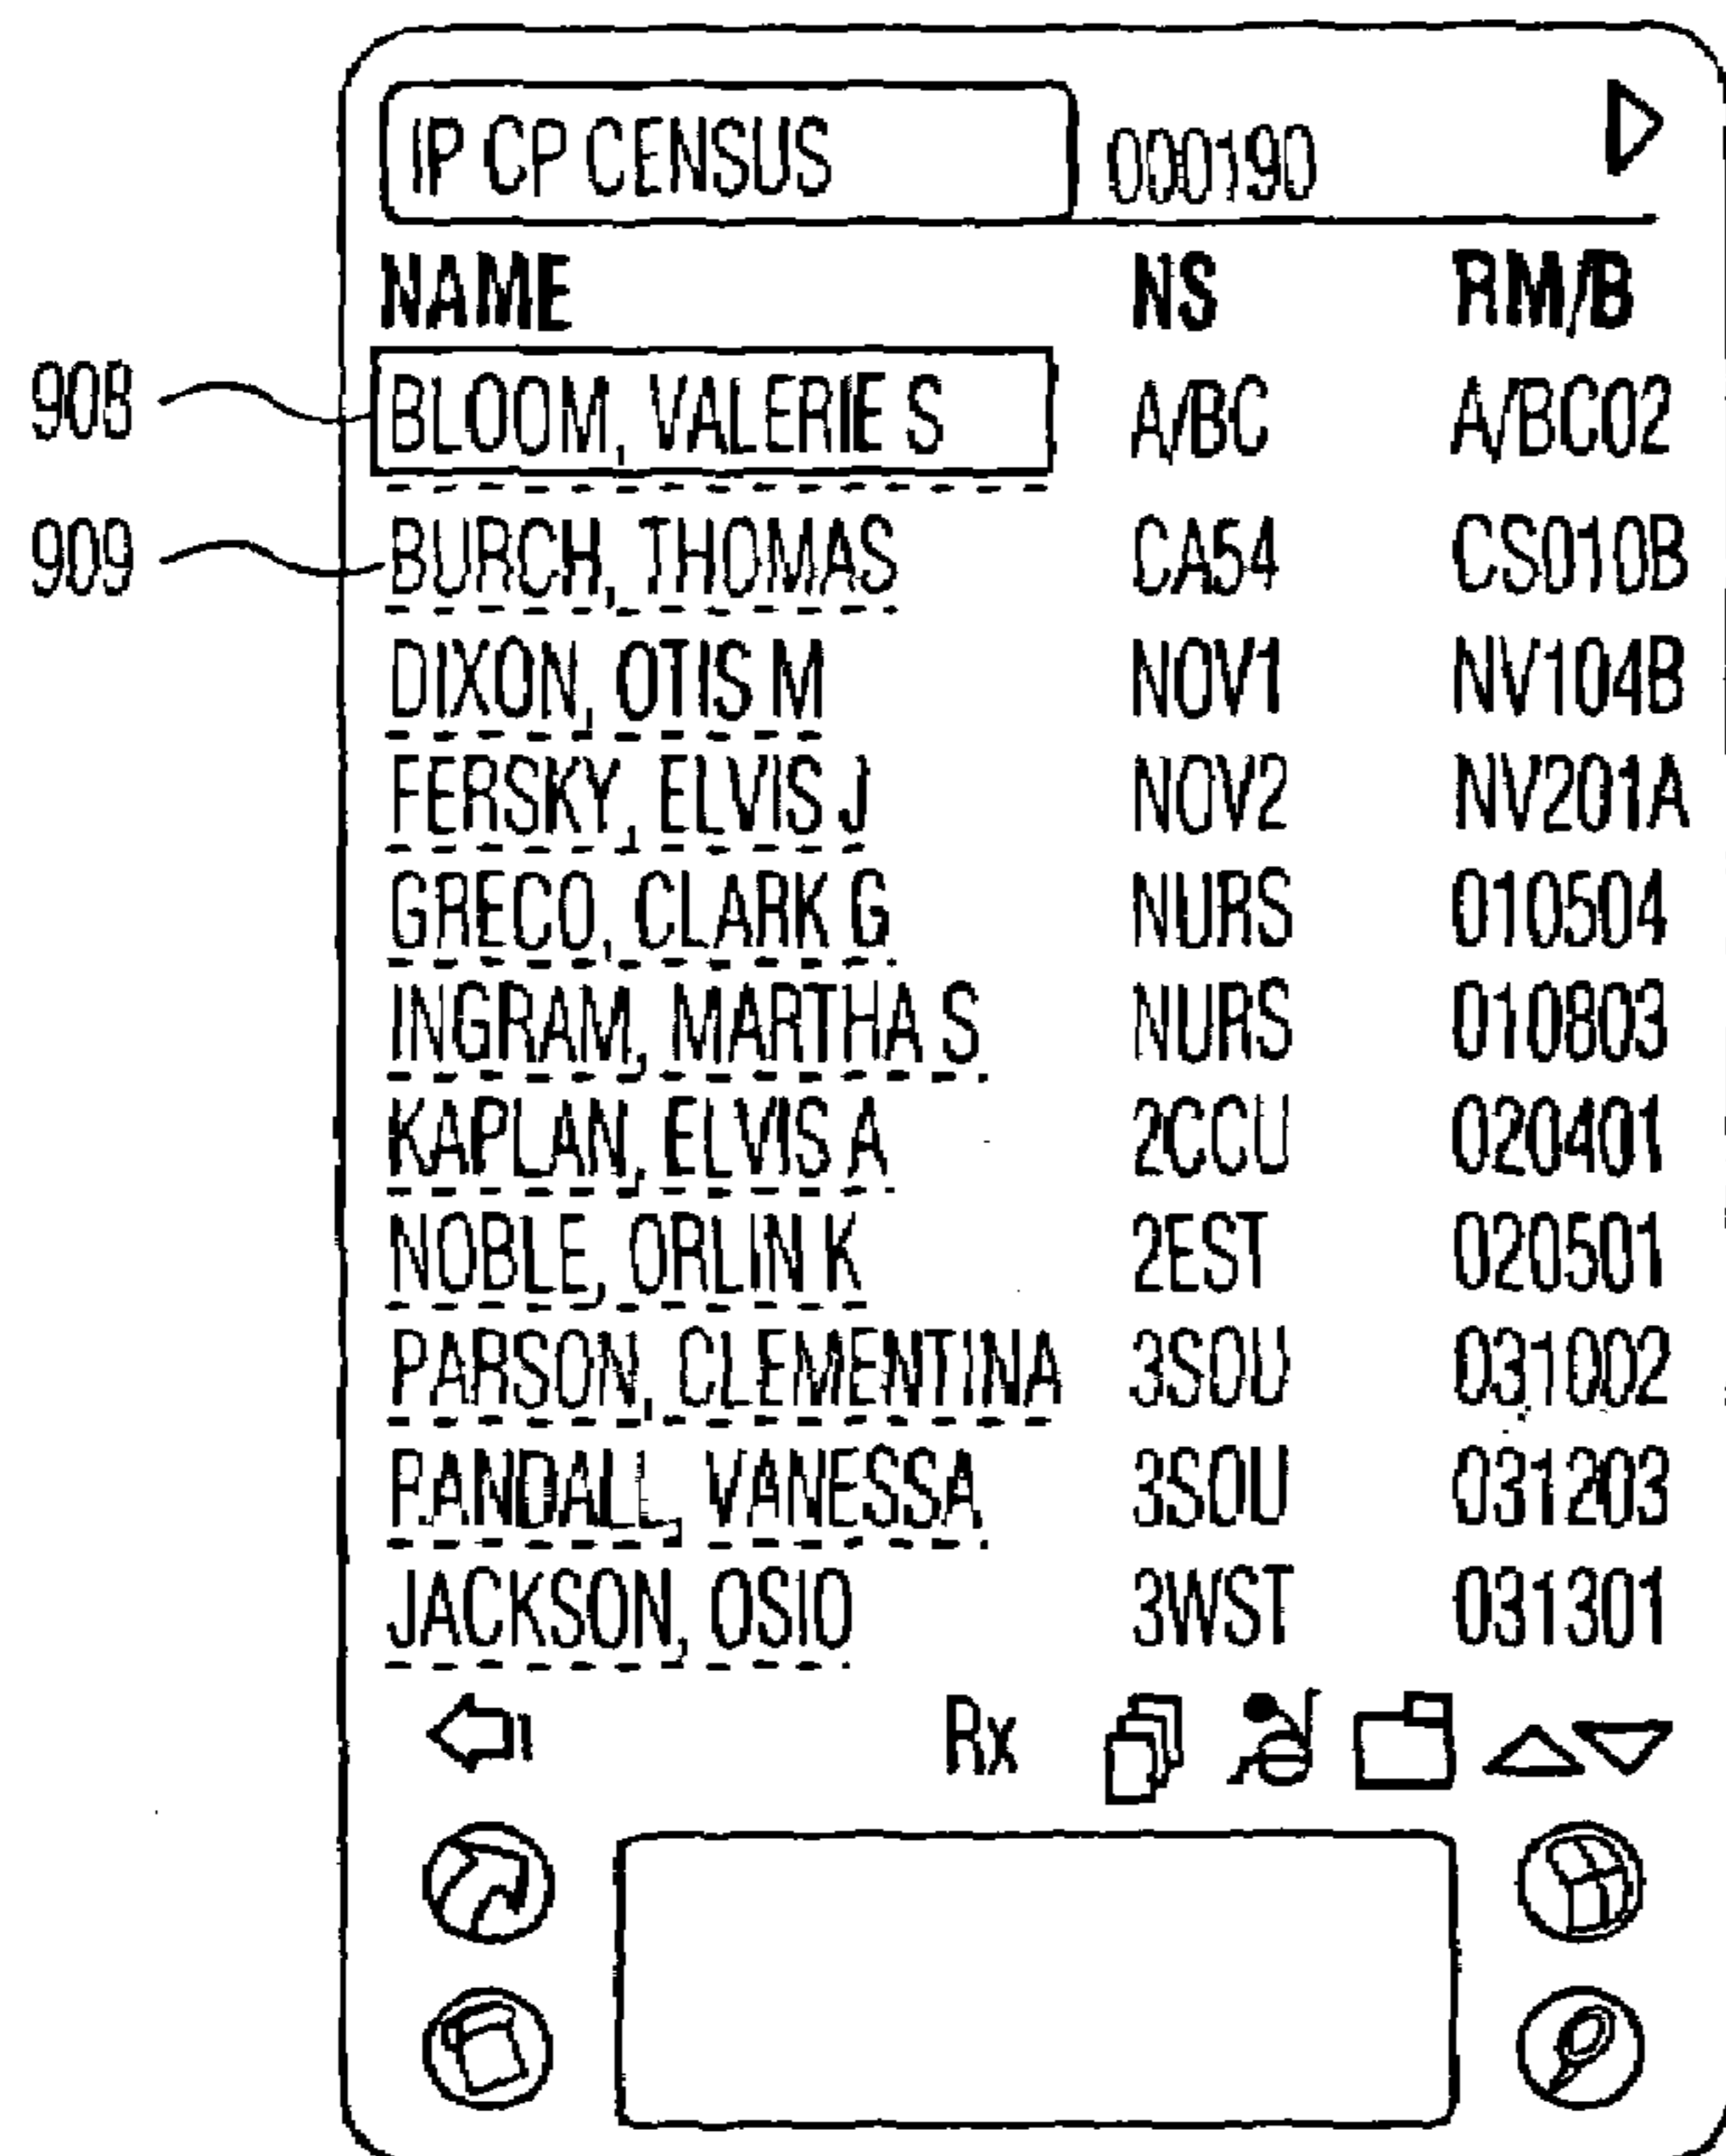 IP CP CENSUS 000190
NAME NS RM/B
908 BLOOM, VALERIE S A/BC A/BC02
909 BURCH, THOMAS CA54 CS010B
DIXON, OTIS M NOV1 NV104B
FERSKY, ELVIS J NOV2 NV201A
GRECO, CLARK G NURS 010504
INGRAM, MARTHA S NURS 010803
KAPLAN, ELVIS A 2CCU 020401
NOBLE, ORLIN K 2EST 020501
PARSON, CLEMENTINA 3SOU 031002
RANDALL, VANESSA 3SOU 031203
JACKSON, OSIO 3WST 031301
Rx